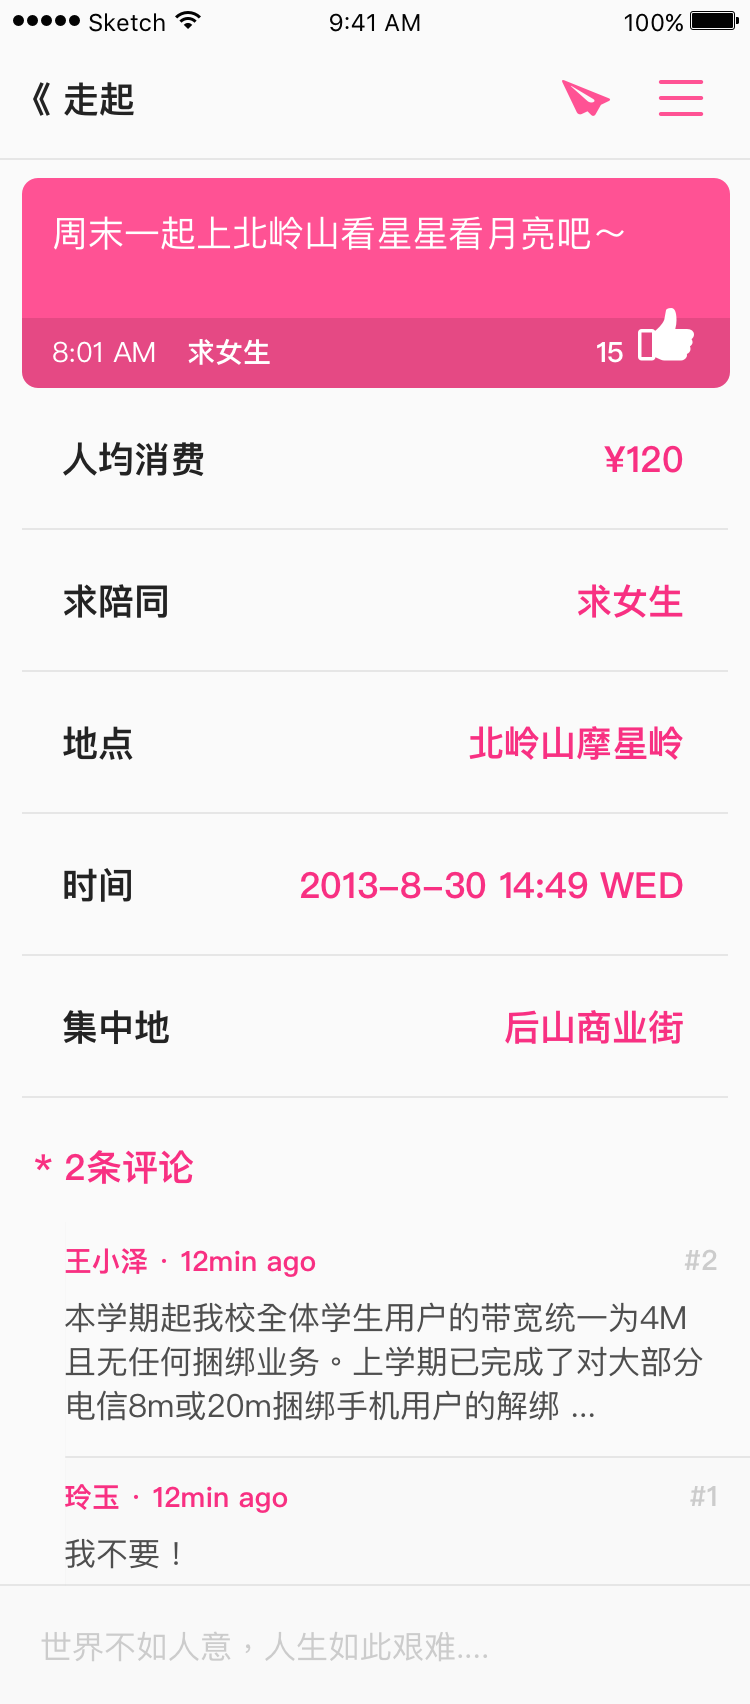 Sketch 9:41 AM 100%
《 走起
周末一起上北岭山看星星看月亮吧～
8:01 AM 求女生 15
人均消费 ¥120
求陪同 求女生
地点 北岭山摩星岭
时间 2013-8-30 14:49 WED
集中地 后山商业街
* 2条评论
王小泽 · 12min ago #2
本学期起我校全体学生用户的带宽统一为4M
且无任何捆绑业务。上学期已完成了对大部分
电信8m或20m捆绑手机用户的解绑 ...
玲玉 · 12min ago #1
我不要！
世界不如人意，人生如此艰难....